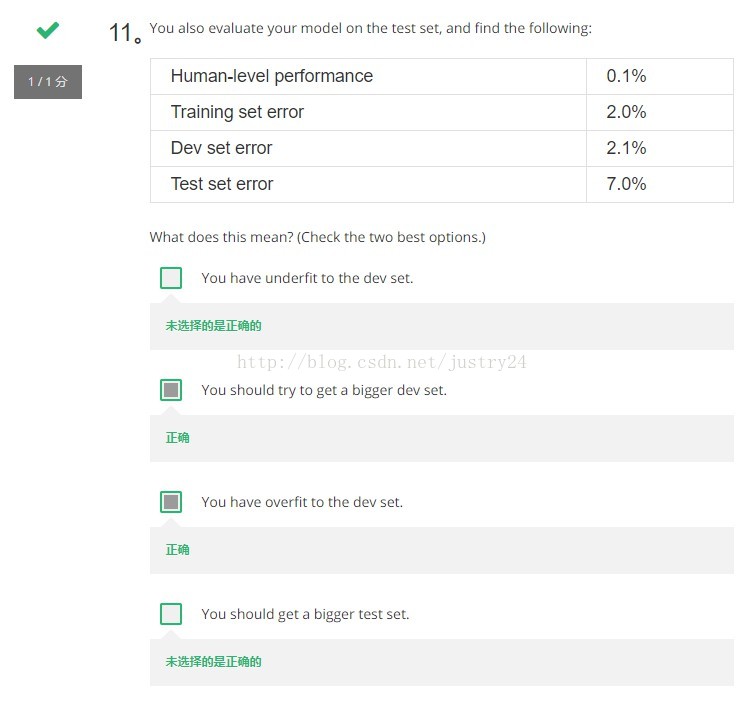 11。 You also evaluate your model on the test set, and find the following:
1 / 1 分
Human-level performance 0.1%
Training set error 2.0%
Dev set error 2.1%
Test set error 7.0%
What does this mean? (Check the two best options.)
You have underfit to the dev set.
未选择的是正确的
http://blog.csdn.net/justry24
You should try to get a bigger dev set.
正确
You have overfit to the dev set.
正确
You should get a bigger test set.
未选择的是正确的